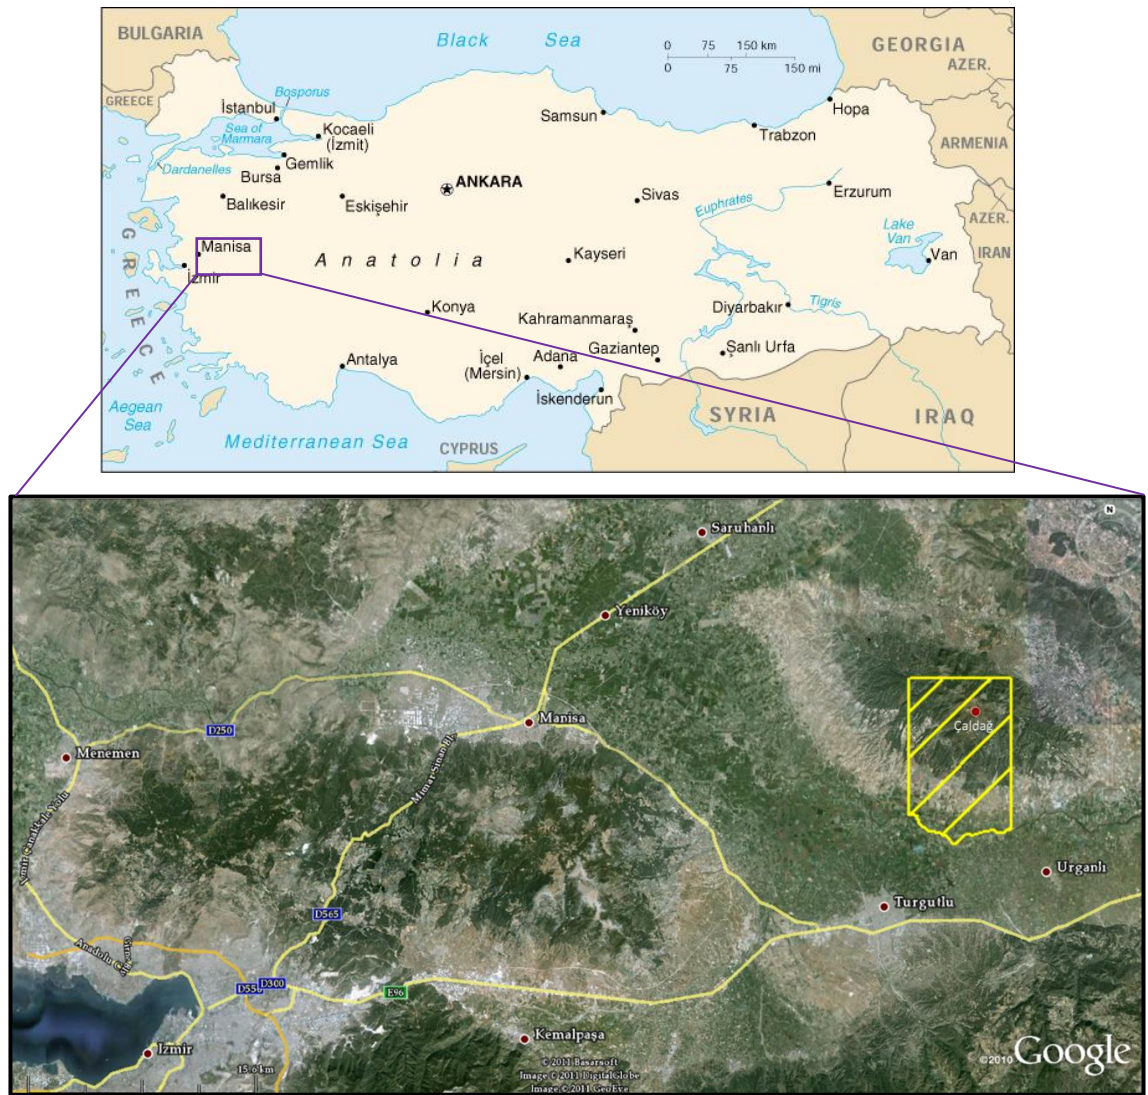 BULGARIA
Black Sea
0 75 150 km
0 75 150 mi
GEORGIA
AZER.
GREECE
Bosporus
İstanbul
Sea of
Marmara
Kocaeli
(İzmit)
Samsun
Hopa
Trabzon
ARMENIA
Dardanelles
Gemlik
Bursa
ANKARA
Balıkesir
Eskişehir
Sivas
Euphrates
Erzurum
AZER.
Lake
Van
IRAN
GREECE
Manisa
İzmir
Anatolia
Kayseri
Van
Konya
Kahramanmaraş
Diyarbakır
Tigris
Antalya
İçel
(Mersin)
Adana
Gaziantep
Şanlı Urfa
İskenderun
Aegean
Sea
SYRIA
IRAQ
Mediterranean Sea
CYPRUS
Saruhanlı
N
Yeniköy
Manisa
D250
Çaldağ
Menemen
Mimar Sinan Bl.
Urganlı
Turgutlu
D565
D550
D300
E96
Kemalpaşa
Izmir
15.6 km
© 2011 Basarsoft
Image © 2011 DigitalGlobe
Image © 2011 GeoEye
©2010 Google